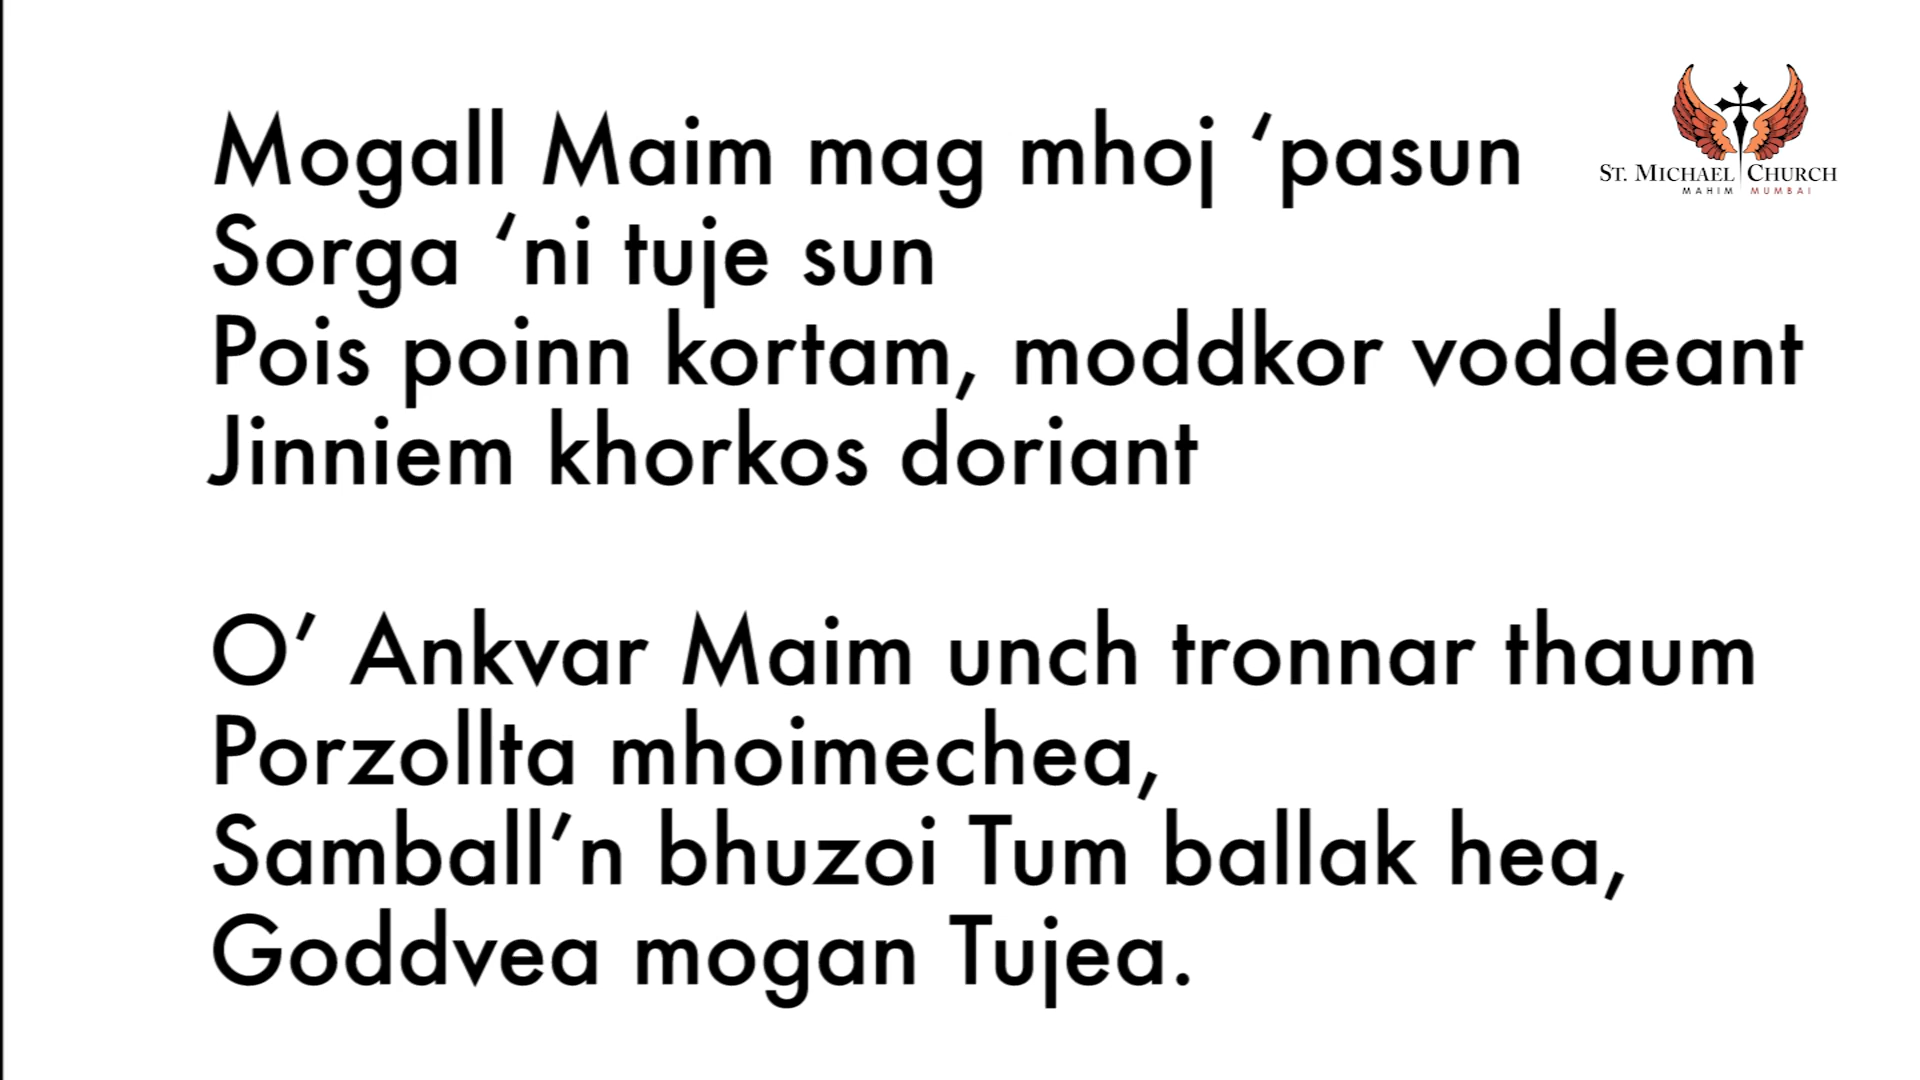 Mogall Maim mag mhoj ‘pasun
Sorga ‘ni tuje sun
Pois poinn kortam, moddkor voddeant
Jinniem khorkos doriant
O’ Ankvar Maim unch tronnar thaum
Porzollta mhoimechea,
Samball’n bhuzoi Tum ballak hea,
Goddvea mogan Tujea.
ST. MICHAEL CHURCH
MAHIM MUMBAI